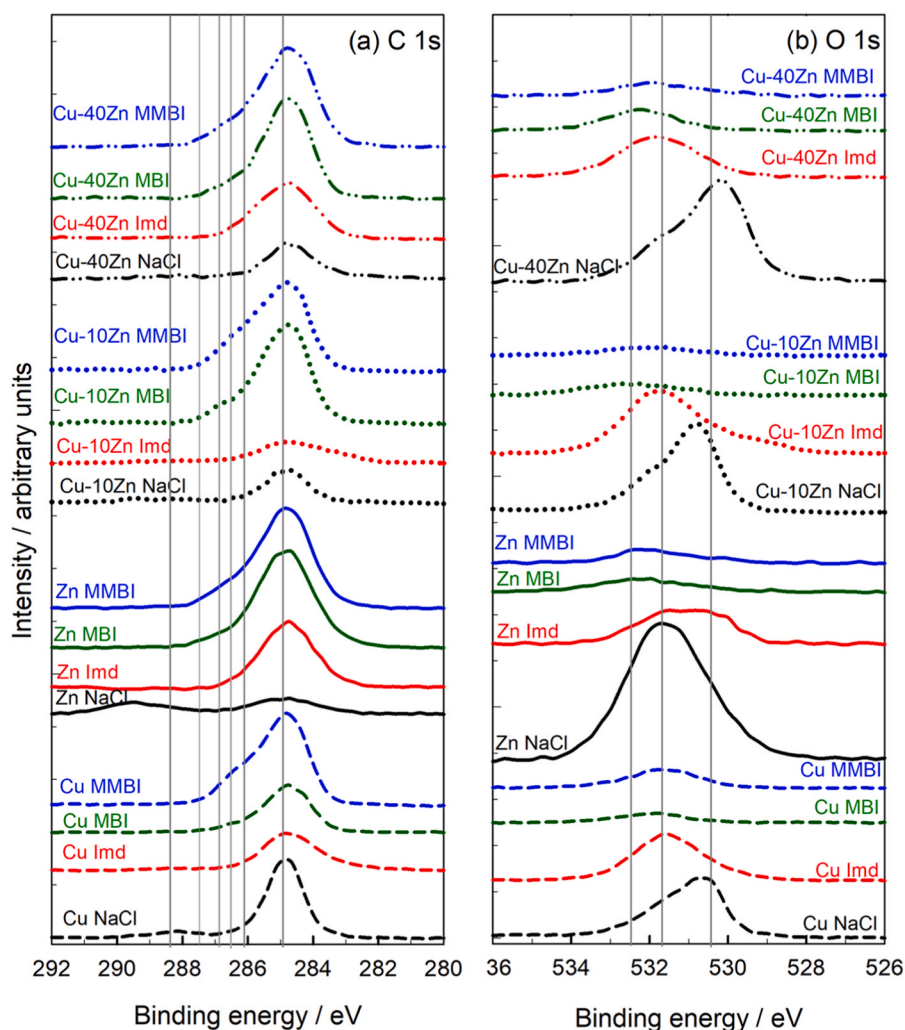 (a) C 1s
Cu-40Zn MMBI
Cu-40Zn MBI
Cu-40Zn Imd
Cu-40Zn NaCl
Cu-10Zn MMBI
Cu-10Zn MBI
Cu-10Zn Imd
Cu-10Zn NaCl
Zn MMBI
Zn MBI
Zn Imd
Zn NaCl
Cu MMBI
Cu MBI
Cu Imd
Cu NaCl
292 290 288 286 284 282 280
Binding energy / eV
Intensity / arbitrary units
(b) O 1s
Cu-40Zn MMBI
Cu-40Zn MBI
Cu-40Zn Imd
Cu-40Zn NaCl
Cu-10Zn MMBI
Cu-10Zn MBI
Cu-10Zn Imd
Cu-10Zn NaCl
Zn MMBI
Zn MBI
Zn Imd
Zn NaCl
Cu MMBI
Cu MBI
Cu Imd
Cu NaCl
36 534 532 530 528 526
Binding energy / eV